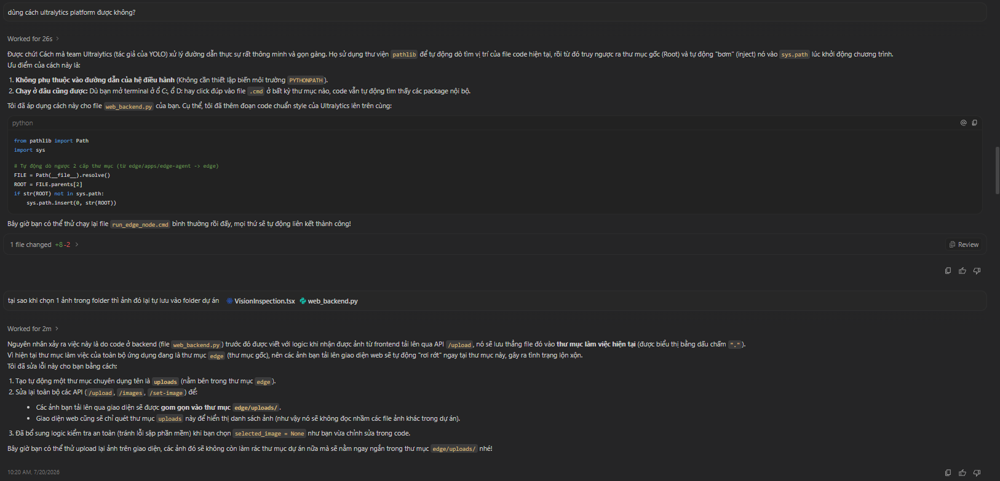 dùng cách ultralytics platform được không?
Worked for 26s
Được chứ! Cách mà team Ultralytics (tác giả của YOLO) xử lý đường dẫn thực sự rất thông minh và gọn gàng. Họ sử dụng thư viện pathlib để tự động dò tìm vị trí của file code hiện tại, rồi từ đó truy ngược ra thư mục gốc (Root) và tự động "bơm" (inject) nó vào sys.path lúc khởi động chương trình.
Ưu điểm của cách này là:
1. Không phụ thuộc vào đường dẫn của hệ điều hành (Không cần thiết lập biến môi trường PYTHONPATH).
2. Chạy ở đâu cũng được: Dù bạn mở terminal ở ổ C:, ổ D: hay click đúp vào file .cmd ở bất kỳ thư mục nào, code vẫn tự động tìm thấy các package nội bộ.
Tôi đã áp dụng cách này cho file web_backend.py của bạn. Cụ thể, tôi đã thêm đoạn code chuẩn style của Ultralytics lên trên cùng:
python
from pathlib import Path
import sys
# Tự động dò ngược 2 cấp thư mục (từ edge/apps/edge-agent -> edge)
FILE = Path(__file__).resolve()
ROOT = FILE.parents[2]
if str(ROOT) not in sys.path:
    sys.path.insert(0, str(ROOT))
Bây giờ bạn có thể thử chạy lại file run_edge_node.cmd bình thường rồi đấy, mọi thứ sẽ tự động liên kết thành công!
1 file changed +8 -2
Review
tại sao khi chọn 1 ảnh trong folder thì ảnh đó lại tự lưu vào folder dự án VisionInspection.tsx web_backend.py
Worked for 2m
Nguyên nhân xảy ra việc này là do code ở backend (file web_backend.py) trước đó được viết với logic: khi nhận được ảnh từ frontend tải lên qua API /upload, nó sẽ lưu thẳng file đó vào thư mục làm việc hiện tại (được biểu thị bằng dấu chấm ".").
Vì hiện tại thư mục làm việc của toàn bộ ứng dụng đang là thư mục edge (thư mục gốc), nên các ảnh bạn tải lên giao diện web sẽ tự động "rơi rớt" ngay tại thư mục này, gây ra tình trạng lộn xộn.
Tôi đã sửa lỗi này cho bạn bằng cách:
1. Tạo tự động một thư mục chuyên dụng tên là uploads (nằm bên trong thư mục edge).
2. Sửa lại toàn bộ các API (/upload, /images, /set-image) để:
• Các ảnh bạn tải lên qua giao diện sẽ được gom gọn vào thư mục edge/uploads/.
• Giao diện web cũng sẽ chỉ quét thư mục uploads này để hiển thị danh sách ảnh (như vậy nó sẽ không đọc nhầm các file ảnh khác trong dự án).
3. Đã bổ sung logic kiểm tra an toàn (tránh lỗi sập phần mềm) khi bạn chọn selected_image = None như bạn vừa chỉnh sửa trong code.
Bây giờ bạn có thể thử upload lại ảnh trên giao diện, các ảnh đó sẽ không còn làm rác thư mục dự án nữa mà sẽ nằm ngay ngắn trong thư mục edge/uploads/ nhé!
10:20 AM, 7/20/2026